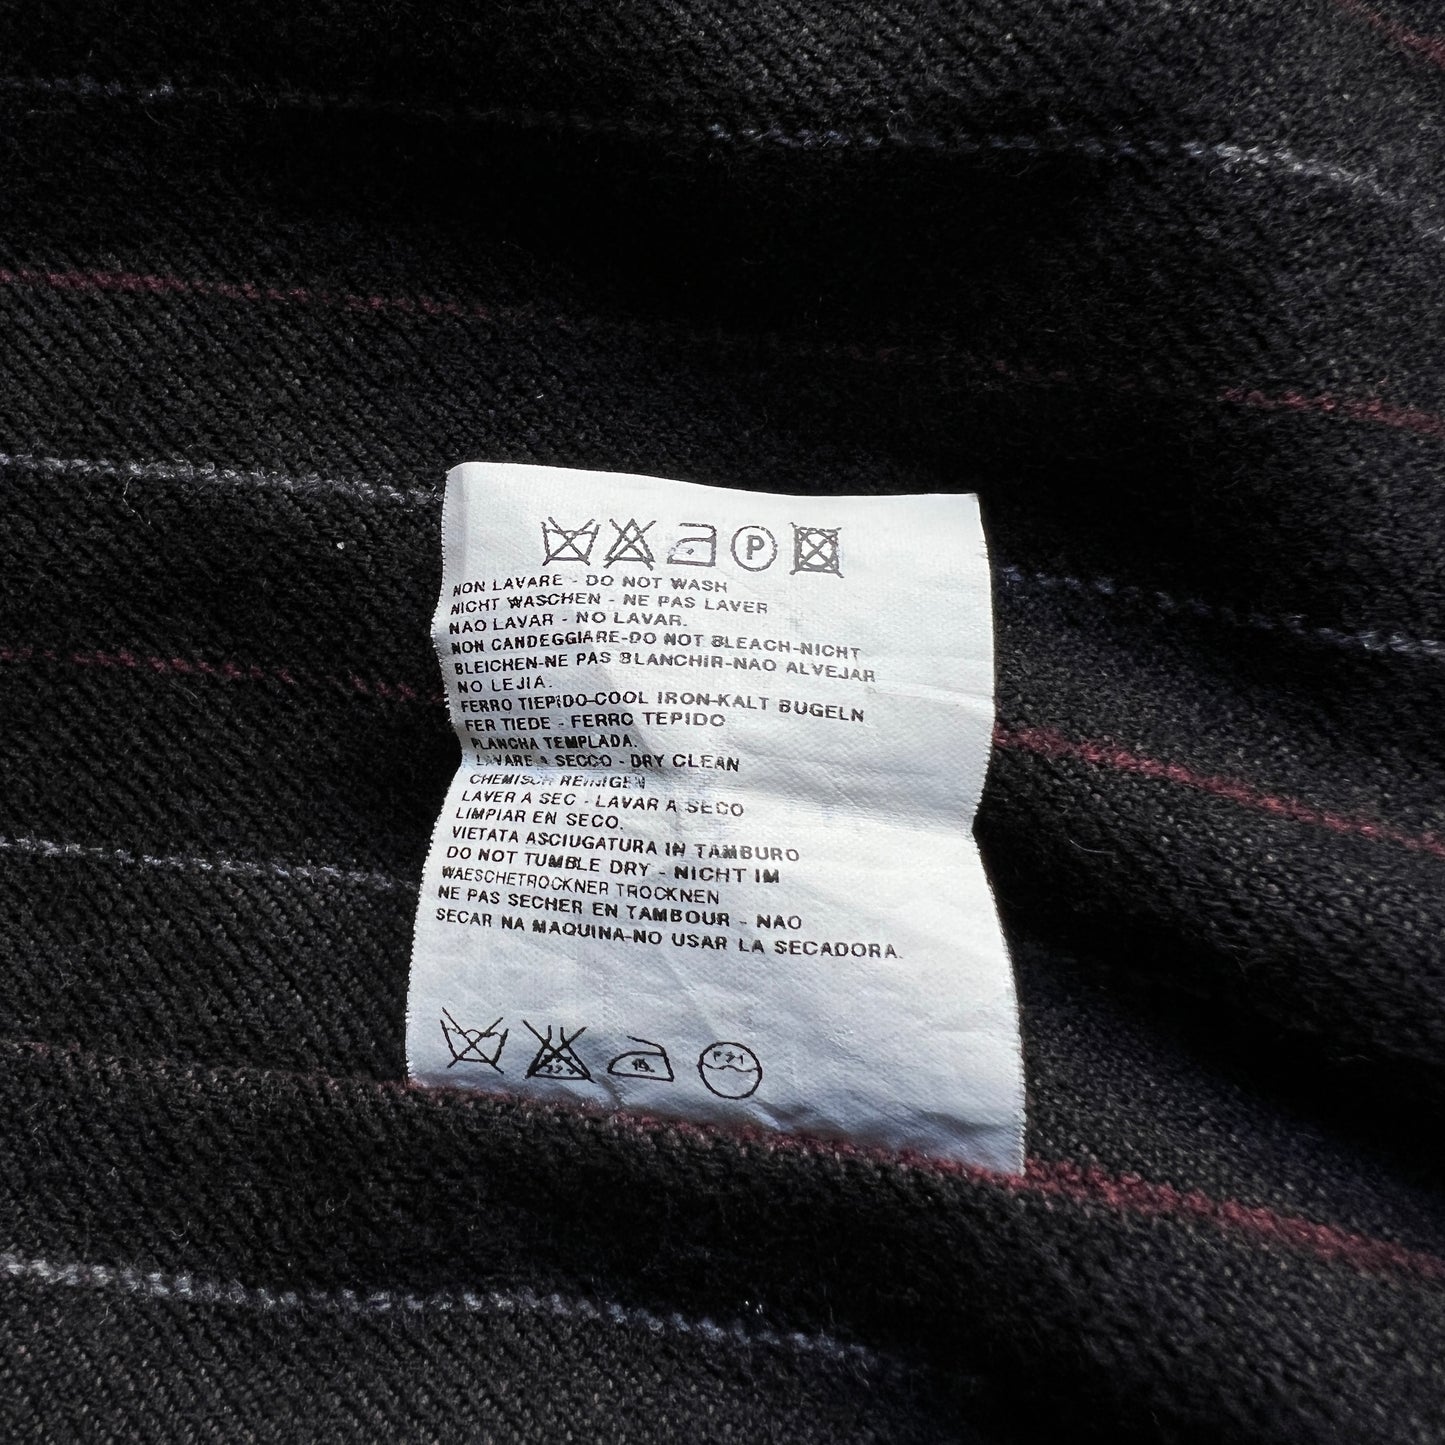 P
NON LAVARE - DO NOT WASH
NICHT WASCHEN - NE PAS LAVER
NAO LAVAR - NO LAVAR.
NON CANDEGGIARE-DO NOT BLEACH-NICHT
BLEICHEN-NE PAS BLANCHIR-NAO ALVEJAR
NO LEJIA.
FERRO TIEPIDO-COOL IRON-KALT BUGELN
FER TIEDE - FERRO TEPIDO
PLANCHA TEMPLADA.
LAVARE A SECCO - DRY CLEAN
CHEMISCH REINIGEN
LAVER A SEC - LAVAR A SECO
LIMPIAR EN SECO.
VIETATA ASCIUGATURA IN TAMBURO
DO NOT TUMBLE DRY - NICHT IM
WAESCHETROCKNER TROCKNEN
NE PAS SECHER EN TAMBOUR - NAO
SECAR NA MAQUINA-NO USAR LA SECADORA.